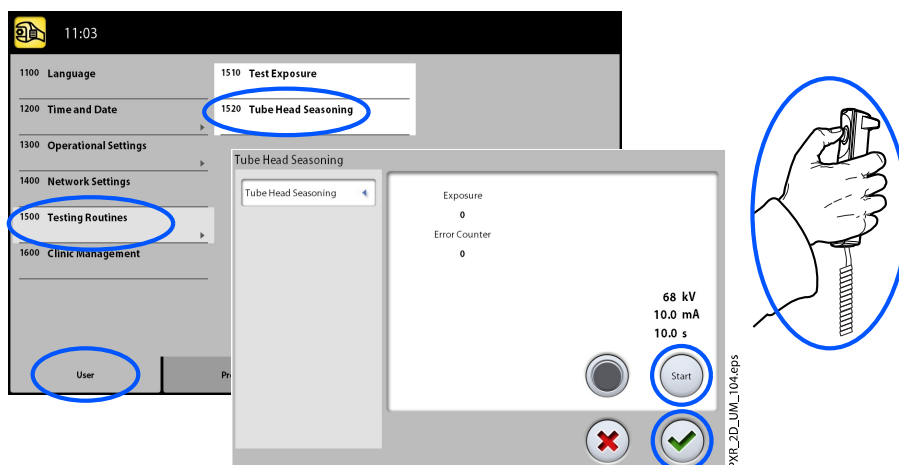 11:03
1100 Language
1200 Time and Date
1300 Operational Settings
1400 Network Settings
1500 Testing Routines
1600 Clinic Management
1510 Test Exposure
1520 Tube Head Seasoning
User
Tube Head Seasoning
Tube Head Seasoning
Exposure
0
Error Counter
0
68 kV
10.0 mA
10.0 s
Start
PXR_2D_UM_104.eps